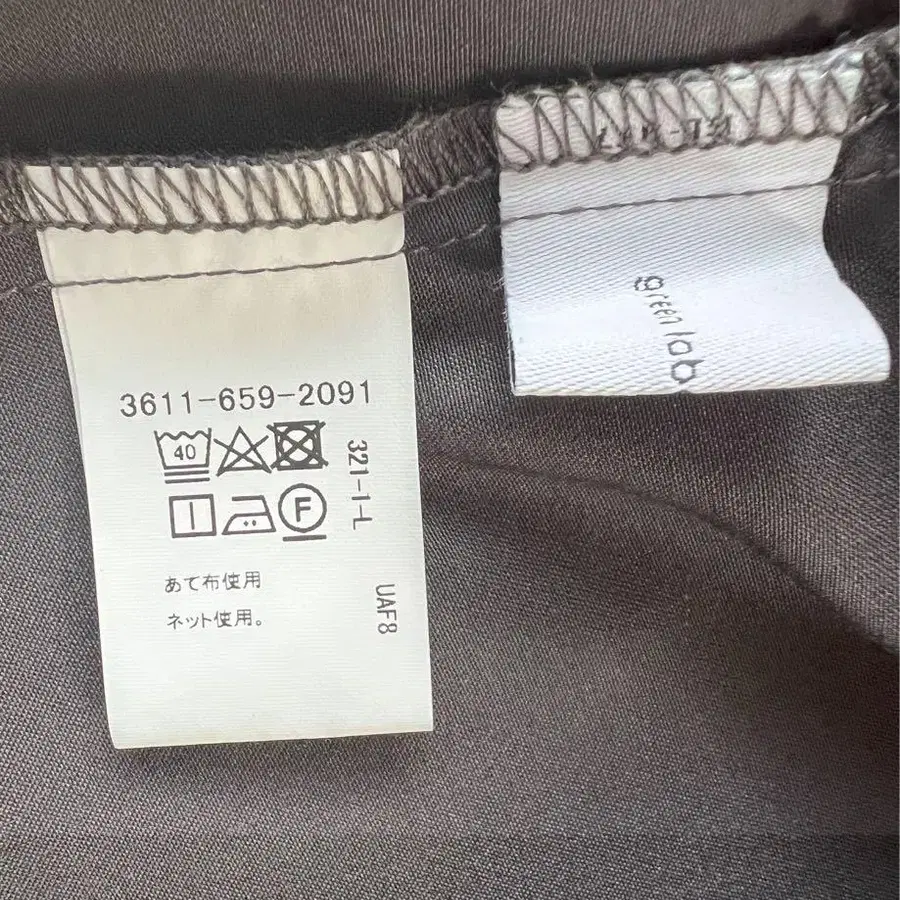 3611-659-2091
40
321-1-L
F
あて布使用
ネット使用。
UAF8
green lab